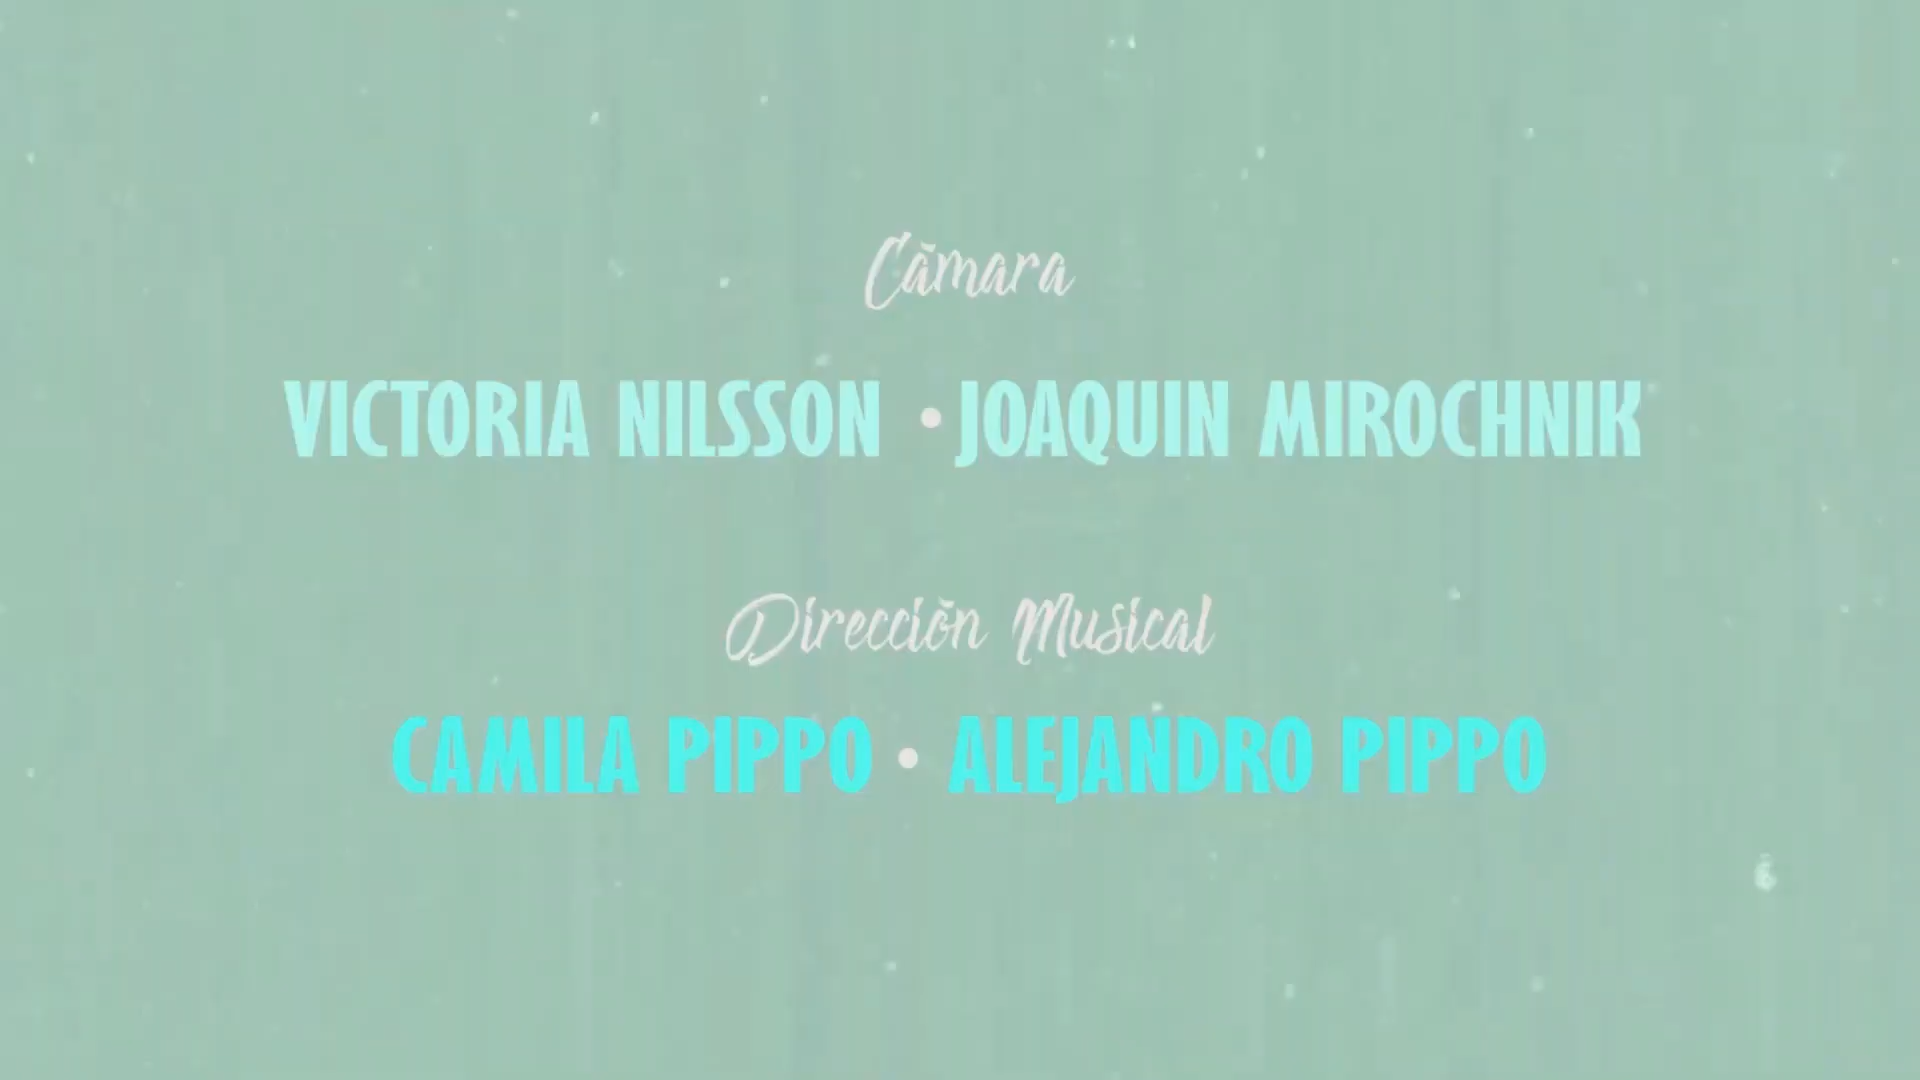 Cámara
VICTORIA NILSSON • JOAQUIN MIROCHNIK
Dirección Musical
CAMILA PIPPO • ALEJANDRO PIPPO